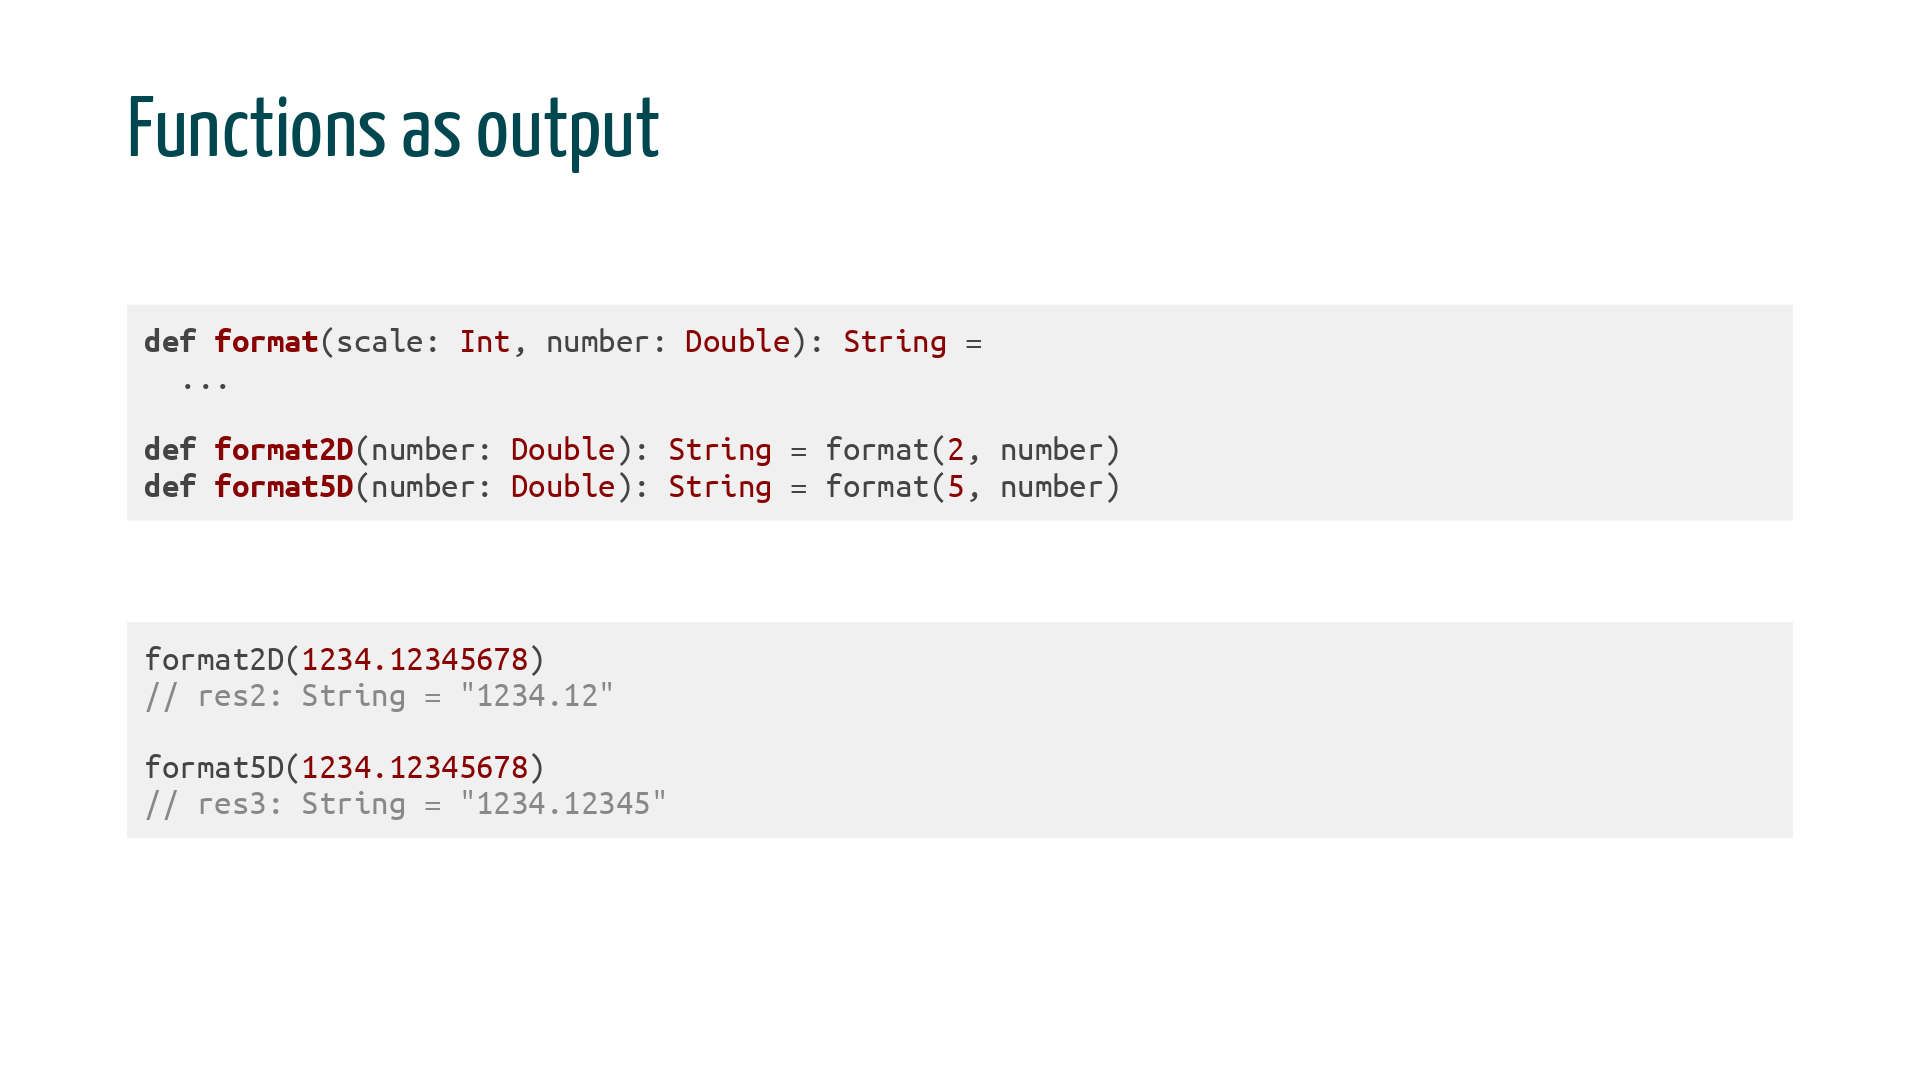 Functions as output
def format(scale: Int, number: Double): String =
  ...
def format2D(number: Double): String = format(2, number)
def format5D(number: Double): String = format(5, number)
format2D(1234.12345678)
// res2: String = "1234.12"
format5D(1234.12345678)
// res3: String = "1234.12345"